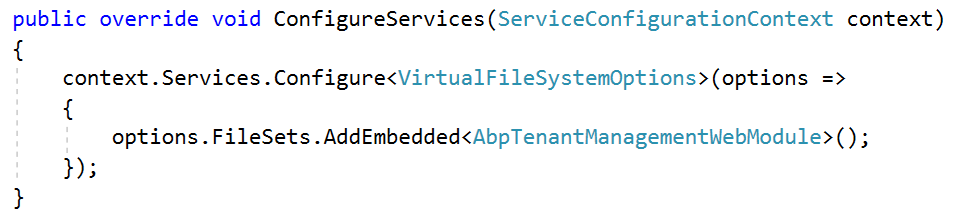 public override void ConfigureServices(ServiceConfigurationContext context)
{
    context.Services.Configure<VirtualFileSystemOptions>(options =>
    {
        options.FileSets.AddEmbedded<AbpTenantManagementWebModule>();
    });
}